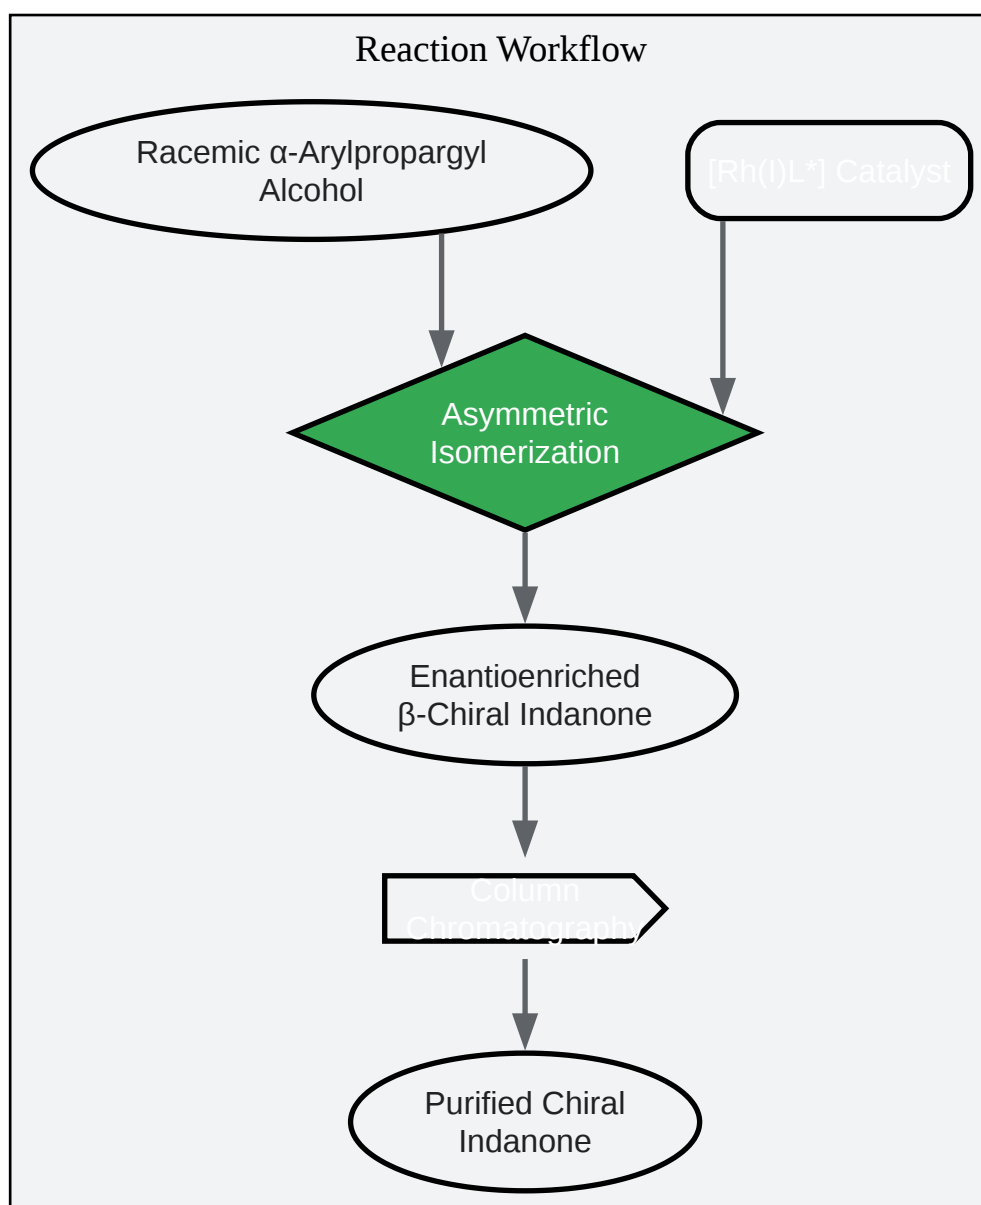 Reaction Workflow
Racemic α-Arylpropargyl
Alcohol
[Rh(I)L*] Catalyst
Asymmetric
Isomerization
Enantioenriched
β-Chiral Indanone
Column
Chromatography
Purified Chiral
Indanone